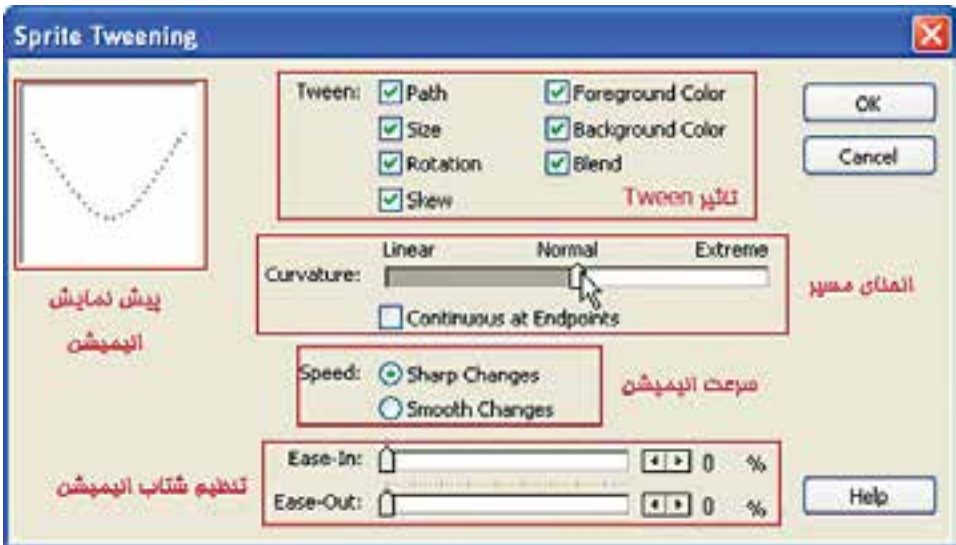 Sprite Tweening
Tween: Path Foreground Color
Size Background Color
Rotation Blend
Skew
تاثیر Tween
OK
Cancel
Linear Normal Extreme
Curvature:
Continuous at Endpoints
انحنای مسیر
پیش نمایش
انیمیشن
Speed: Sharp Changes
Smooth Changes
سرعت انیمیشن
Ease-In: 0 %
Ease-Out: 0 %
تنظیم شتاب انیمیشن
Help